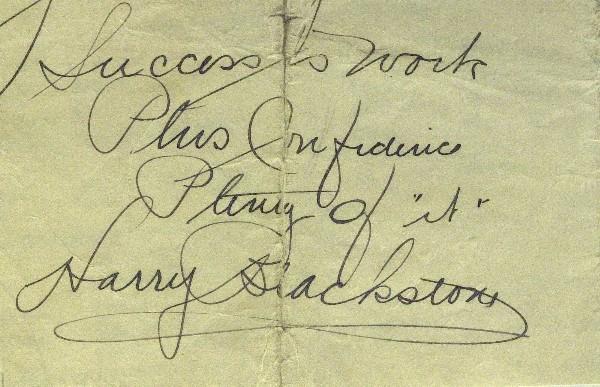 Success is work
Plus Confidence
Plenty of "it"
Harry Blackstone